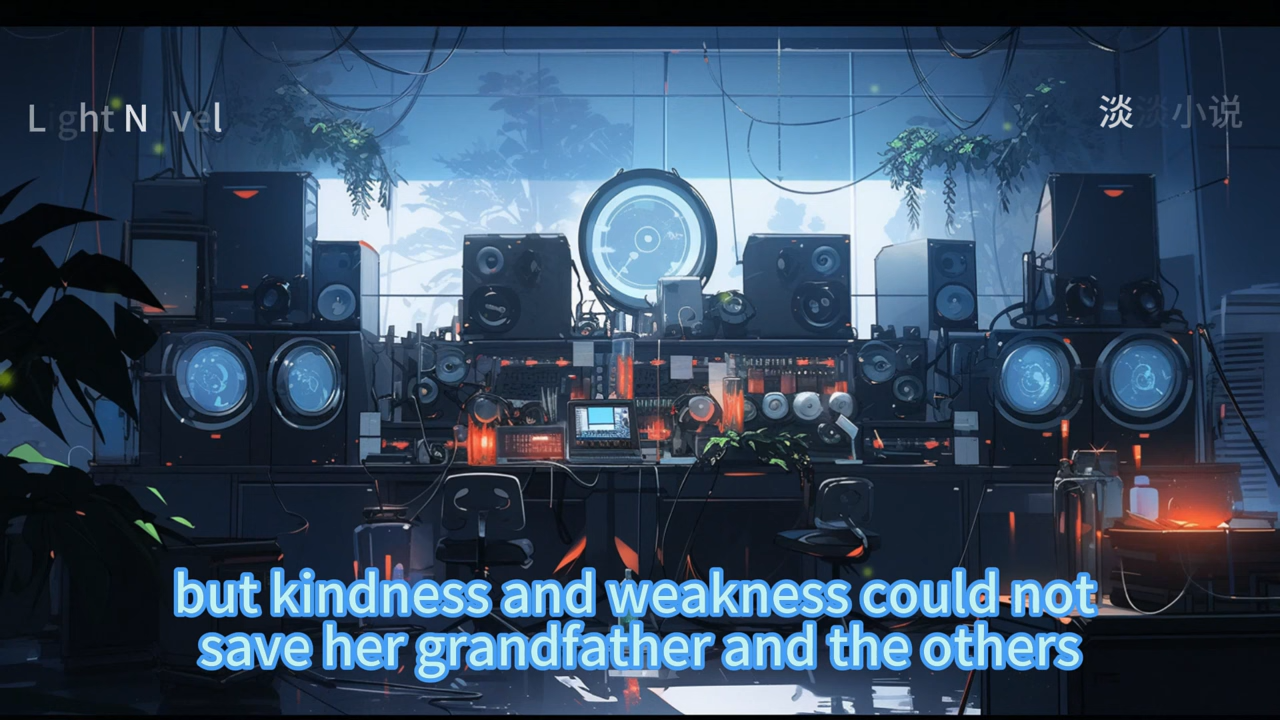 Light Novel
淡淡小说
but kindness and weakness could not
save her grandfather and the others